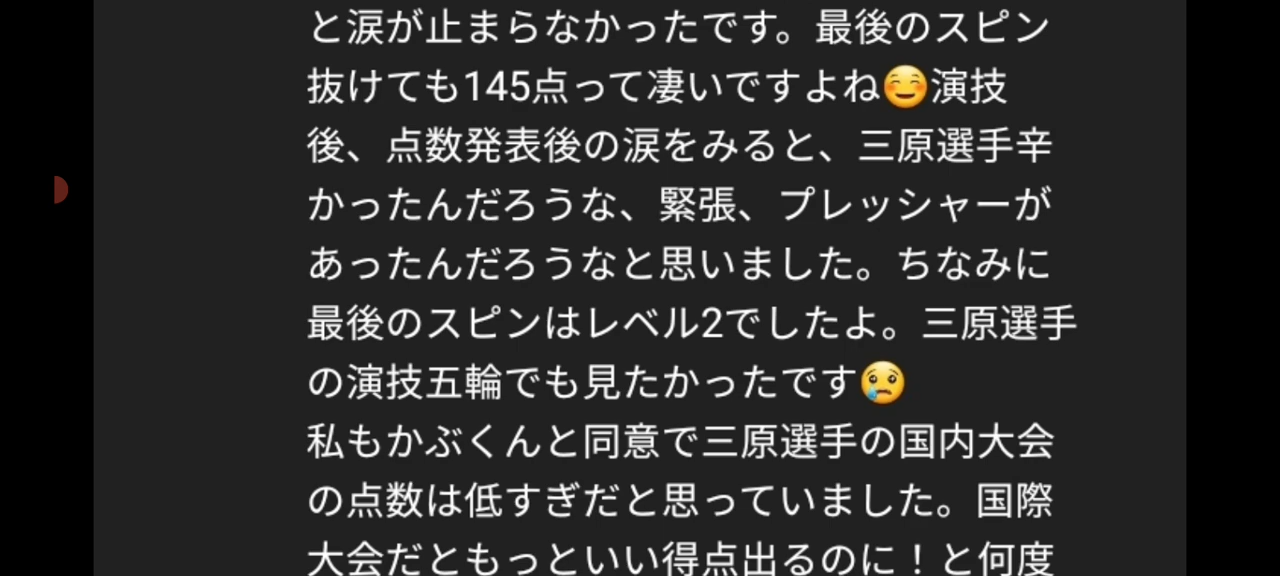 と涙が止まらなかったです。最後のスピン
抜けても145点って凄いですよね😊演技
後、点数発表後の涙をみると、三原選手辛
かったんだろうな、緊張、プレッシャーが
あったんだろうなと思いました。ちなみに
最後のスピンはレベル2でしたよ。三原選手
の演技五輪でも見たかったです😢
私もかぶくんと同意で三原選手の国内大会
の点数は低すぎだと思っていました。国際
大会だともっといい得点出るのに！と何度